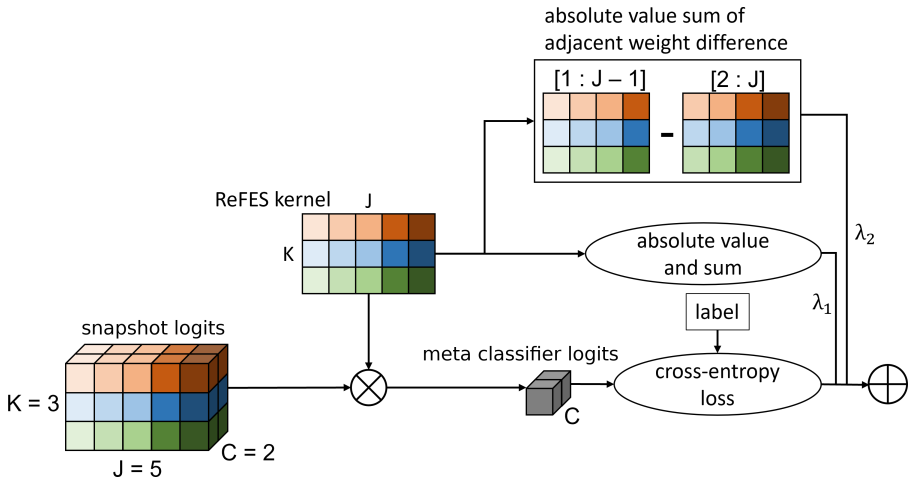 absolute value sum of
adjacent weight difference
[1 : J – 1]
[2 : J]
-
ReFES kernel
J
K
absolute value
and sum
λ2
λ1
label
snapshot logits
meta classifier logits
cross-entropy
loss
K = 3
C
C = 2
J = 5